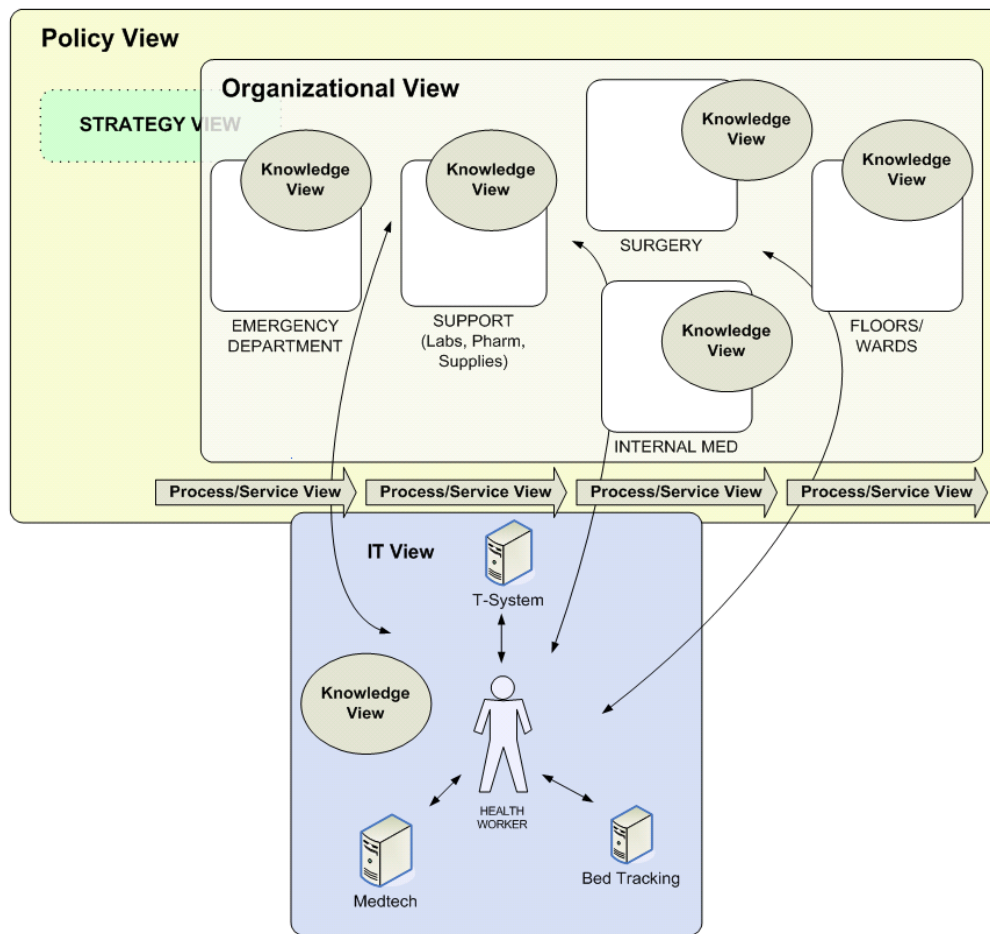 Policy View
Organizational View
STRATEGY VIEW
Knowledge
View
EMERGENCY
DEPARTMENT
Knowledge
View
SUPPORT
(Labs, Pharm,
Supplies)
Knowledge
View
SURGERY
Knowledge
View
INTERNAL MED
Knowledge
View
FLOORS/
WARDS
Process/Service View
Process/Service View
Process/Service View
Process/Service View
IT View
T-System
Knowledge
View
HEALTH
WORKER
Medtech
Bed Tracking